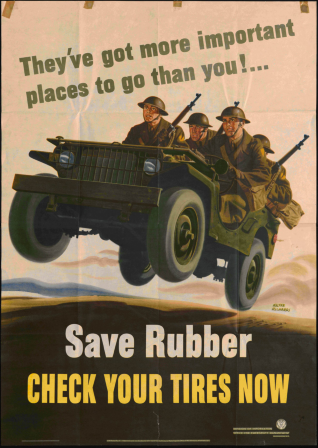 They've got more important
places to go than you!...
Save Rubber
CHECK YOUR TIRES NOW